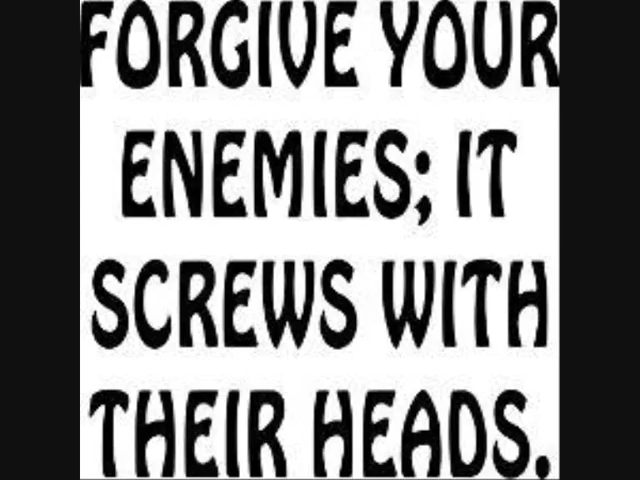 FORGIVE YOUR
ENEMIES; IT
SCREWS WITH
THEIR HEADS.